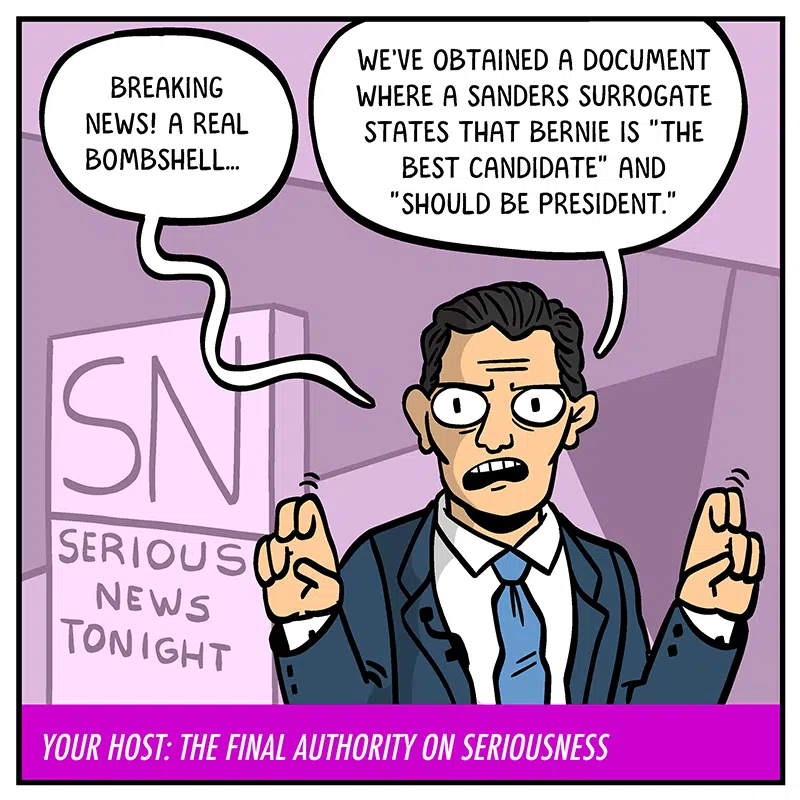 BREAKING
NEWS! A REAL
BOMBSHELL...
WE'VE OBTAINED A DOCUMENT
WHERE A SANDERS SURROGATE
STATES THAT BERNIE IS "THE
BEST CANDIDATE" AND
"SHOULD BE PRESIDENT."
SN
SERIOUS
NEWS
TONIGHT
YOUR HOST: THE FINAL AUTHORITY ON SERIOUSNESS